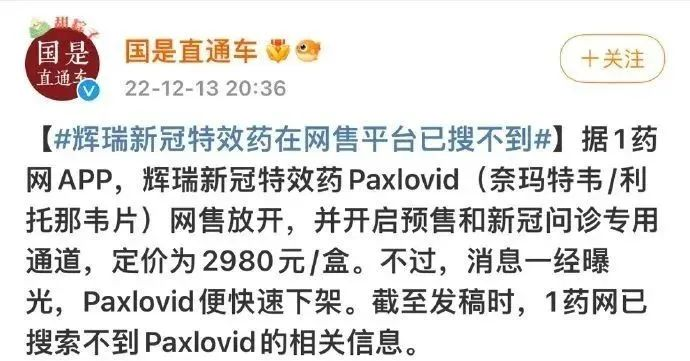 甜粽了
国是
直通车
国是直通车
22-12-13 20:36
+关注
【#辉瑞新冠特效药在网售平台已搜不到#】据1药
网APP，辉瑞新冠特效药Paxlovid（奈玛特韦/利
托那韦片）网售放开，并开启预售和新冠问诊专用
通道，定价为2980元/盒。不过，消息一经曝
光，Paxlovid便快速下架。截至发稿时，1药网已
搜索不到Paxlovid的相关信息。